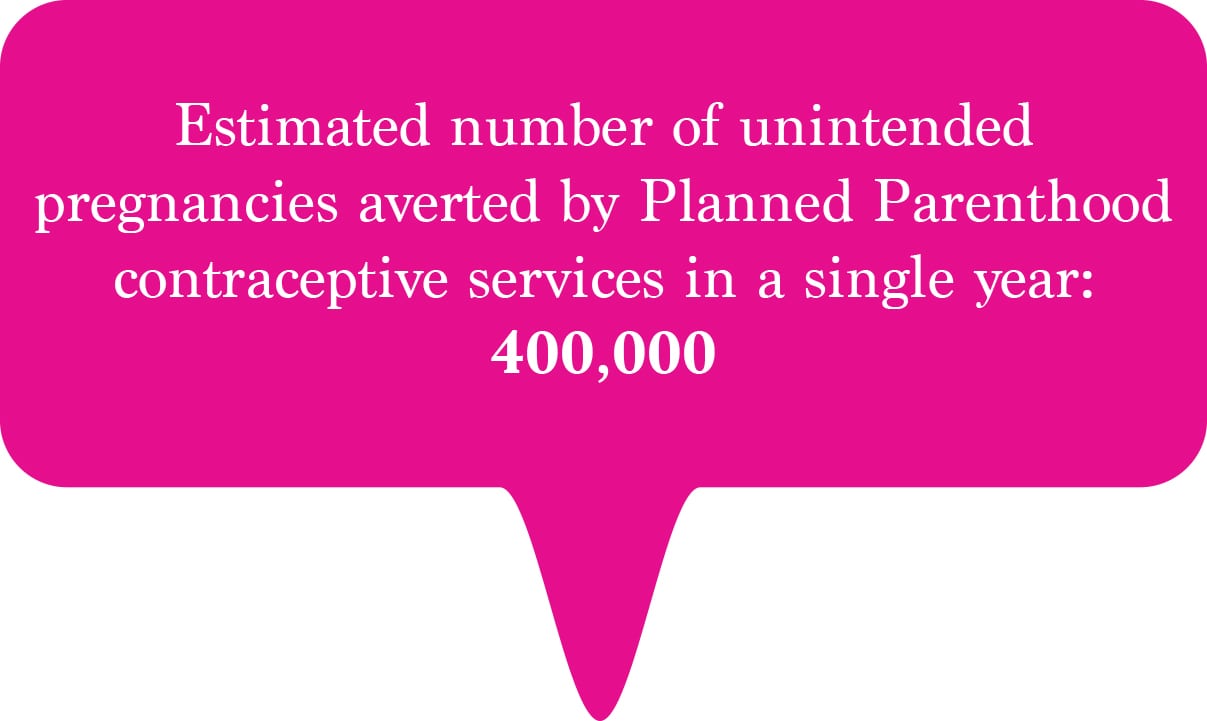 Estimated number of unintended
pregnancies averted by Planned Parenthood
contraceptive services in a single year:
400,000